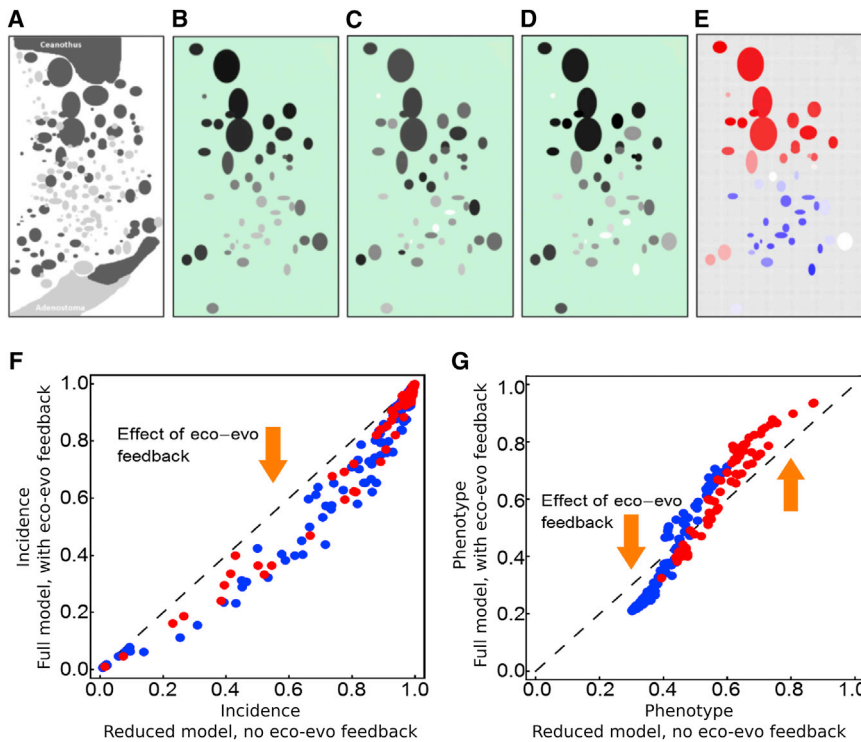 A
B
C
D
E
Ceanothus
Adenostoma
F
Incidence
Full model, with eco-evo feedback
1.0
0.8
0.6
0.4
0.2
0.0
Effect of eco–evo
feedback
0.0
0.2
0.4
0.6
0.8
1.0
Incidence
Reduced model, no eco-evo feedback
G
Phenotype
Full model, with eco-evo feedback
1.0
0.8
0.6
0.4
0.2
0.0
Effect of eco–evo
feedback
0.0
0.2
0.4
0.6
0.8
1.0
Phenotype
Reduced model, no eco-evo feedback